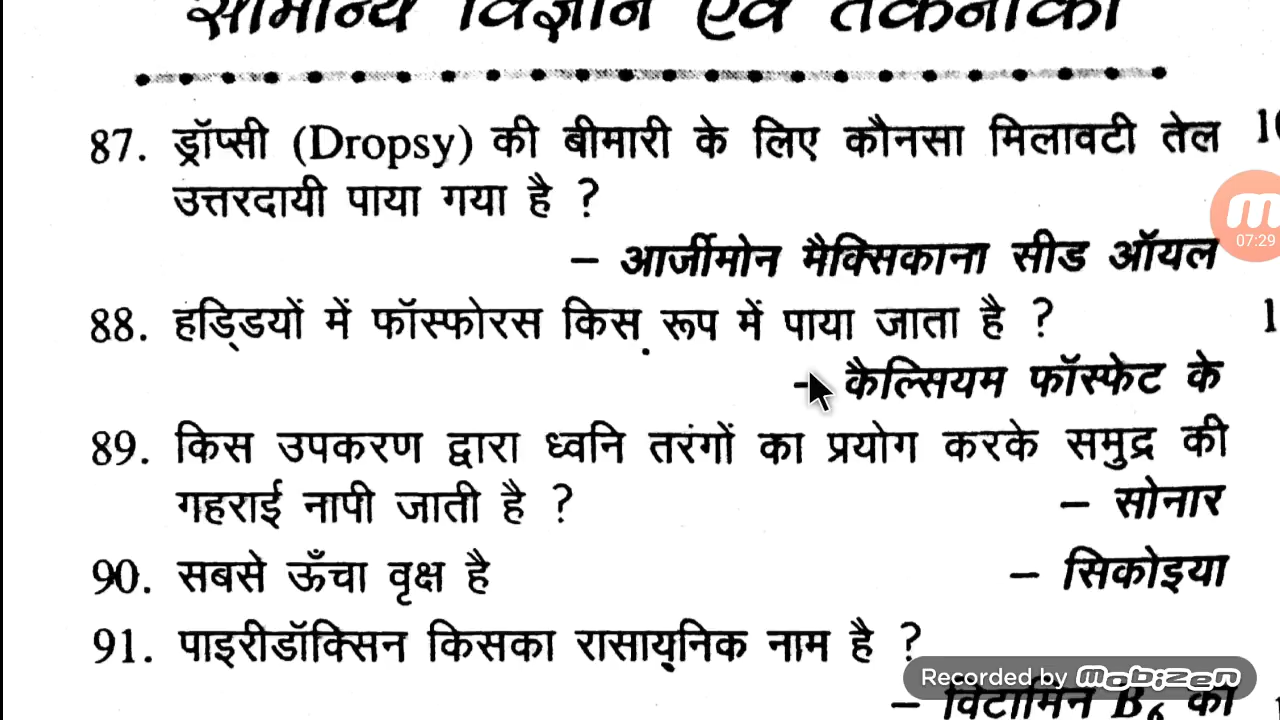 सामान्य विज्ञान एवं तकनीकी
87. ड्रॉप्सी (Dropsy) की बीमारी के लिए कौनसा मिलावटी तेल
उत्तरदायी पाया गया है ?
– आर्जीमोन मैक्सिकाना सीड ऑयल
88. हड्डियों में फॉस्फोरस किस रूप में पाया जाता है ?
– कैल्सियम फॉस्फेट के
89. किस उपकरण द्वारा ध्वनि तरंगों का प्रयोग करके समुद्र की
गहराई नापी जाती है ? – सोनार
90. सबसे ऊँचा वृक्ष है – सिकोइया
91. पाइरीडॉक्सिन किसका रासायनिक नाम है ?
– विटामिन B6 का
07:29
Recorded by mobizen